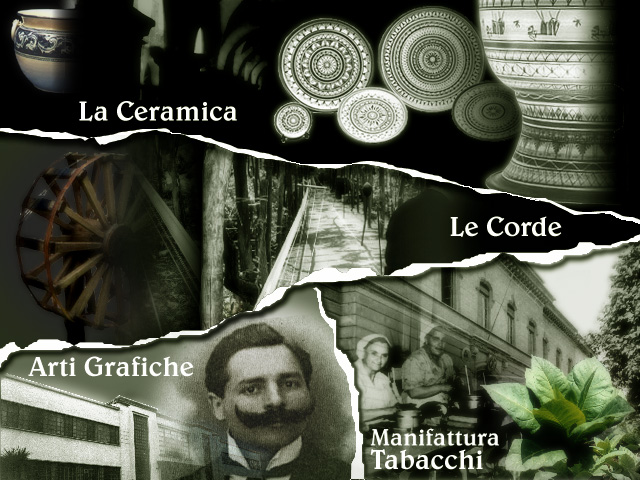 La Ceramica
Le Corde
Arti Grafiche
Manifattura
Tabacchi